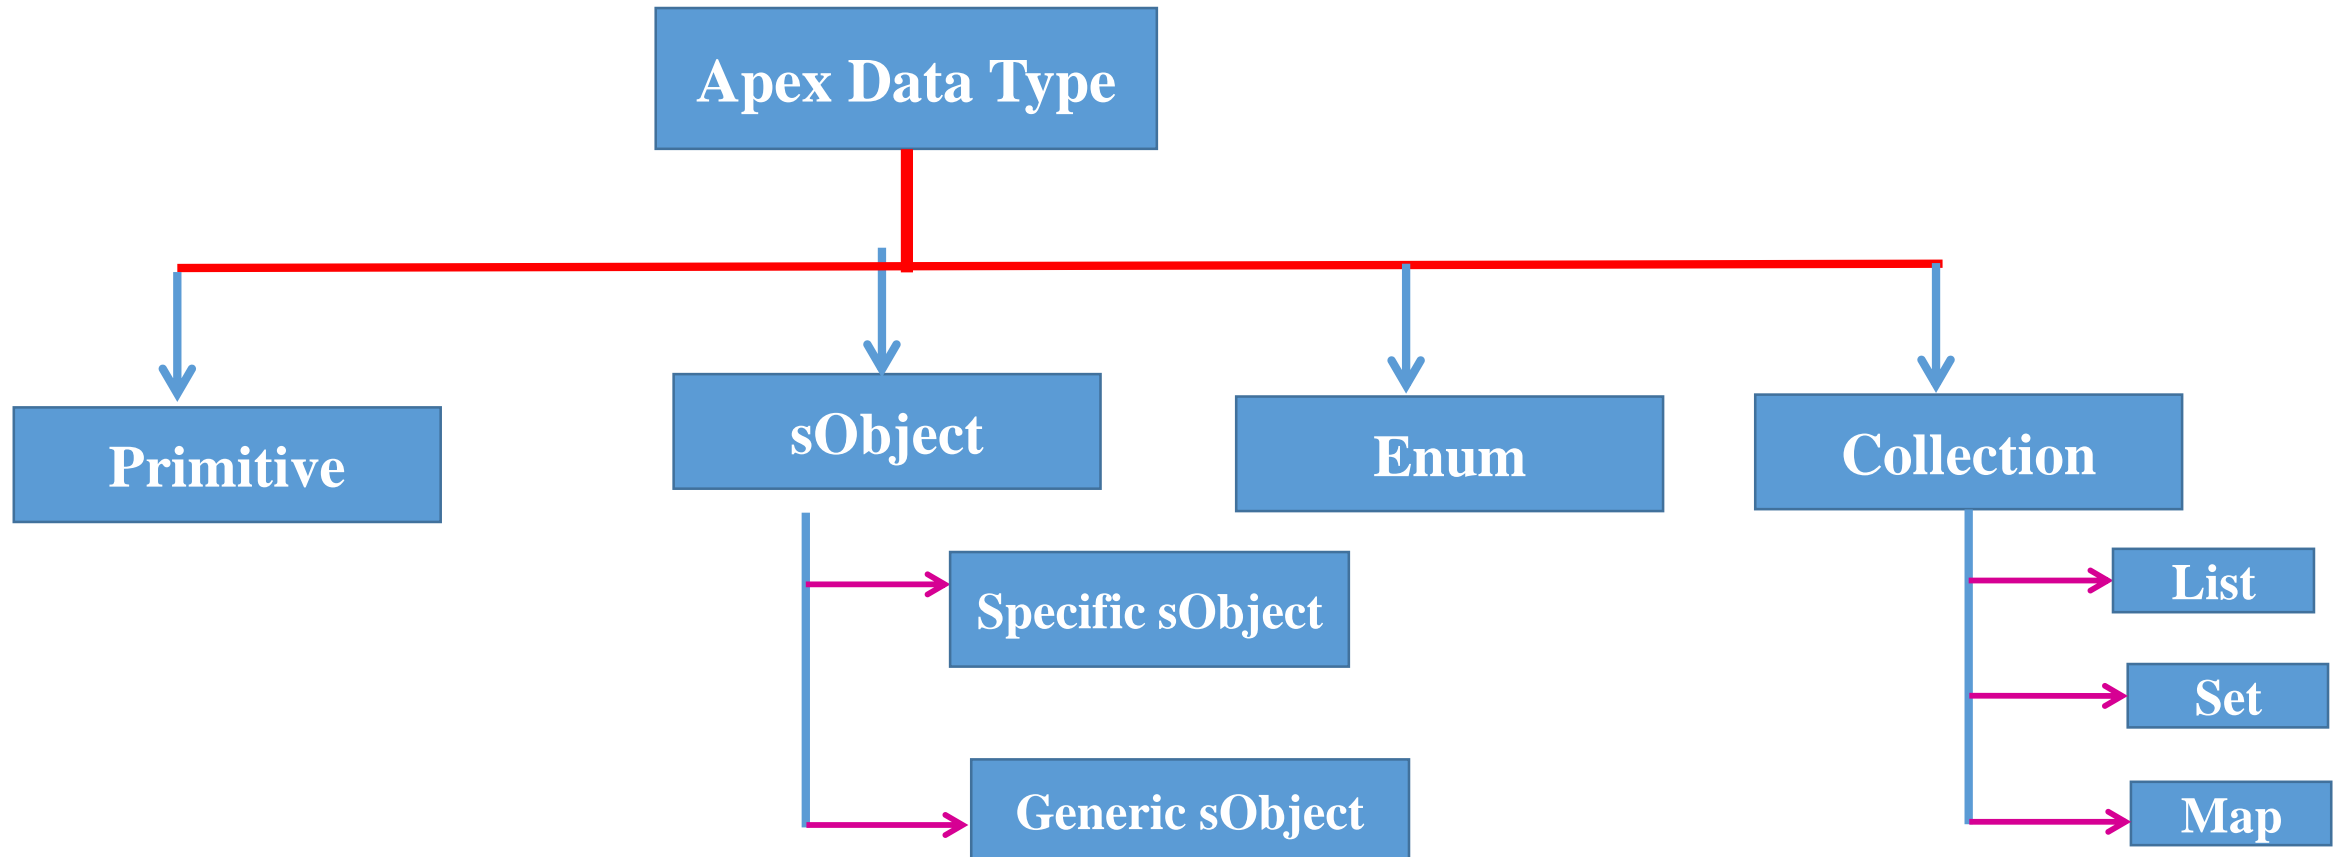 Apex Data Type
Primitive
sObject
Enum
Collection
Specific sObject
Generic sObject
List
Set
Map